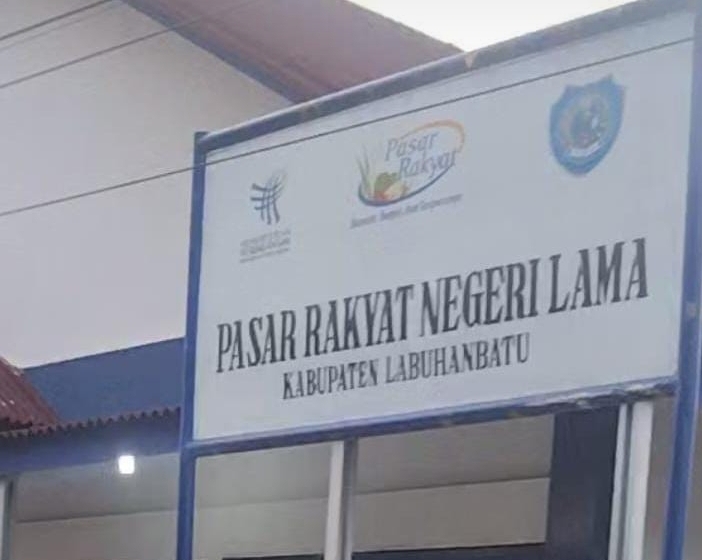 Pasar
Rakyat
PASAR RAKYAT NEGERI LAMA
KABUPATEN LABUHANBATU